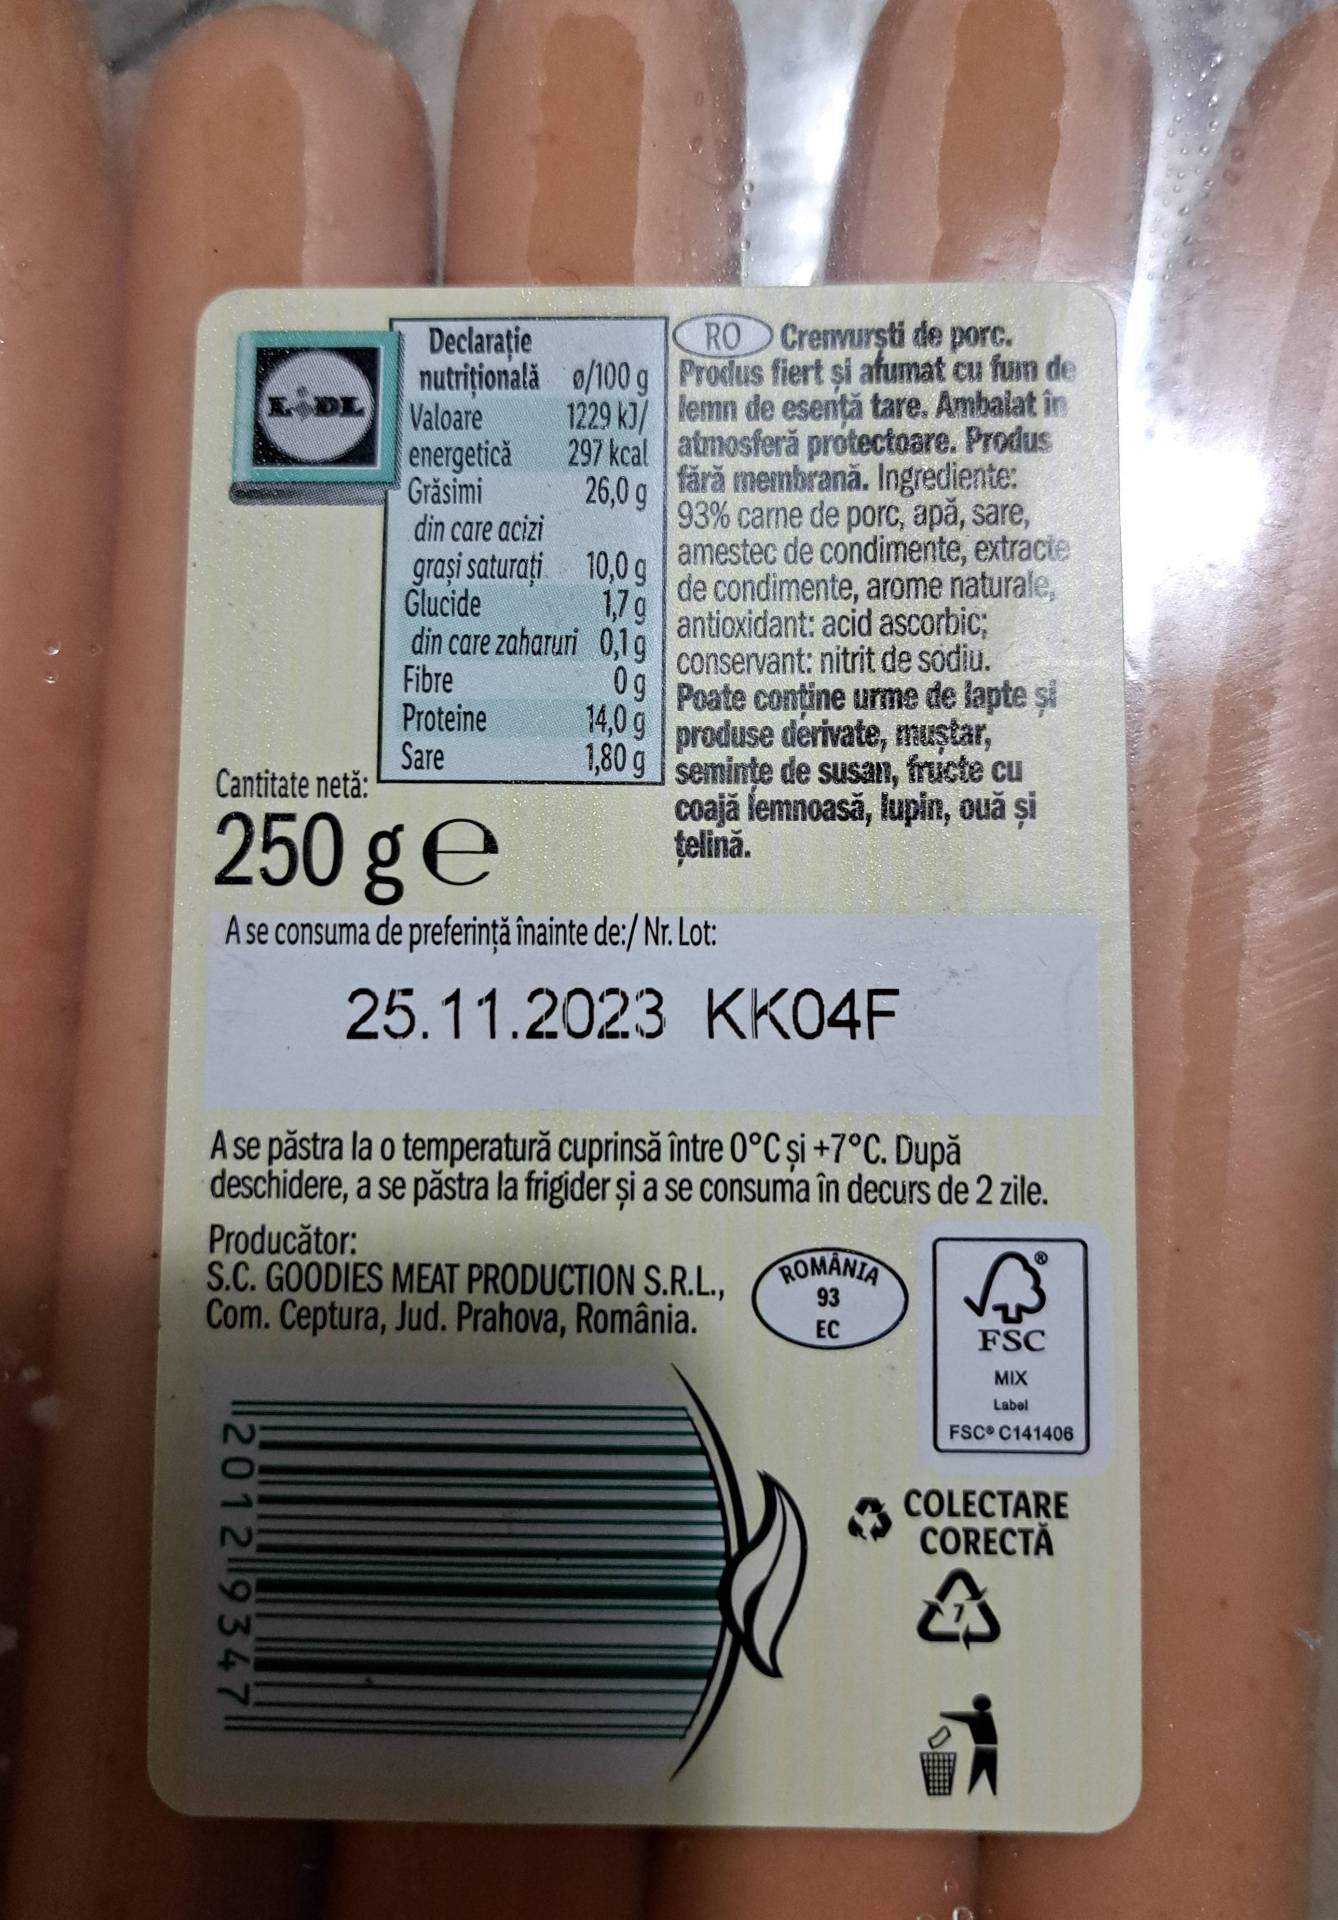 LIDL
Declarație
nutrițională ø/100 g
Valoare 1229 kJ/
energetică 297 kcal
Grăsimi 26,0 g
din care acizi
grași saturați 10,0 g
Glucide 1,7 g
din care zaharuri 0,1 g
Fibre 0 g
Proteine 14,0 g
Sare 1,80 g
RO Crenvurști de porc.
Produs fiert și afumat cu fum de
lemn de esență tare. Ambalat în
atmosferă protectoare. Produs
fără membrană. Ingrediente:
93% carne de porc, apă, sare,
amestec de condimente, extracte
de condimente, arome naturale,
antioxidant: acid ascorbic;
conservant: nitrit de sodiu.
Poate conține urme de lapte și
produse derivate, muștar,
semințe de susan, fructe cu
coajă lemnoasă, lupin, ouă și
țelină.
Cantitate netă:
250 g e
A se consuma de preferință înainte de:/ Nr. Lot:
25.11.2023 KK04F
A se păstra la o temperatură cuprinsă între 0°C și +7°C. După
deschidere, a se păstra la frigider și a se consuma în decurs de 2 zile.
Producător:
S.C. GOODIES MEAT PRODUCTION S.R.L.,
Com. Ceptura, Jud. Prahova, România.
ROMÂNIA
93
EC
®
FSC
MIX
Label
FSC® C141406
COLECTARE
CORECTĂ
7
20129347